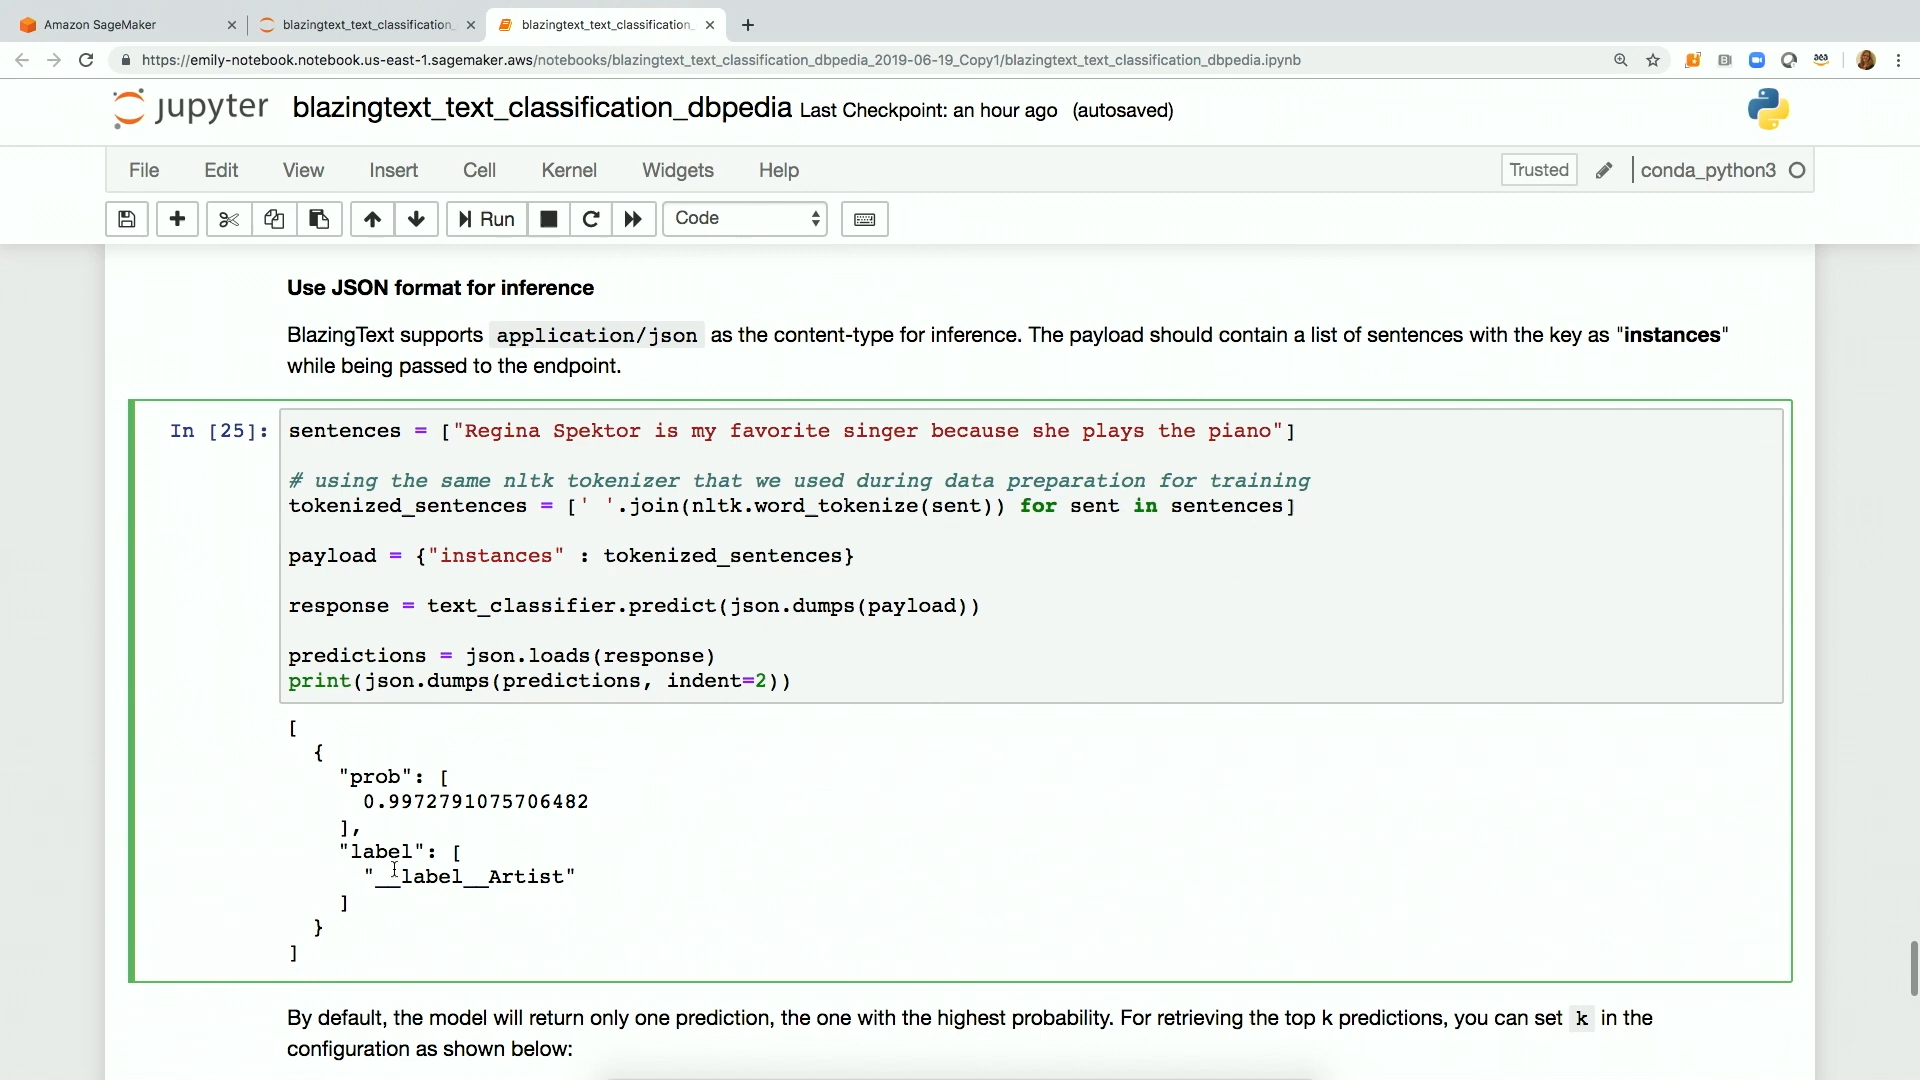 Amazon SageMaker
blazingtext_text_classification_
blazingtext_text_classification_
https://emily-notebook.notebook.us-east-1.sagemaker.aws/notebooks/blazingtext_text_classification_dbpedia_2019-06-19_Copy1/blazingtext_text_classification_dbpedia.ipynb
jupyter blazingtext_text_classification_dbpedia Last Checkpoint: an hour ago (autosaved)
File Edit View Insert Cell Kernel Widgets Help Trusted conda_python3
Run Code
Use JSON format for inference
BlazingText supports application/json as the content-type for inference. The payload should contain a list of sentences with the key as "instances"
while being passed to the endpoint.
In [25]: sentences = ["Regina Spektor is my favorite singer because she plays the piano"]
# using the same nltk tokenizer that we used during data preparation for training
tokenized_sentences = [' '.join(nltk.word_tokenize(sent)) for sent in sentences]
payload = {"instances" : tokenized_sentences}
response = text_classifier.predict(json.dumps(payload))
predictions = json.loads(response)
print(json.dumps(predictions, indent=2))
[
{
"prob": [
0.9972791075706482
],
"label": [
"__label__Artist"
]
}
]
By default, the model will return only one prediction, the one with the highest probability. For retrieving the top k predictions, you can set k in the
configuration as shown below: